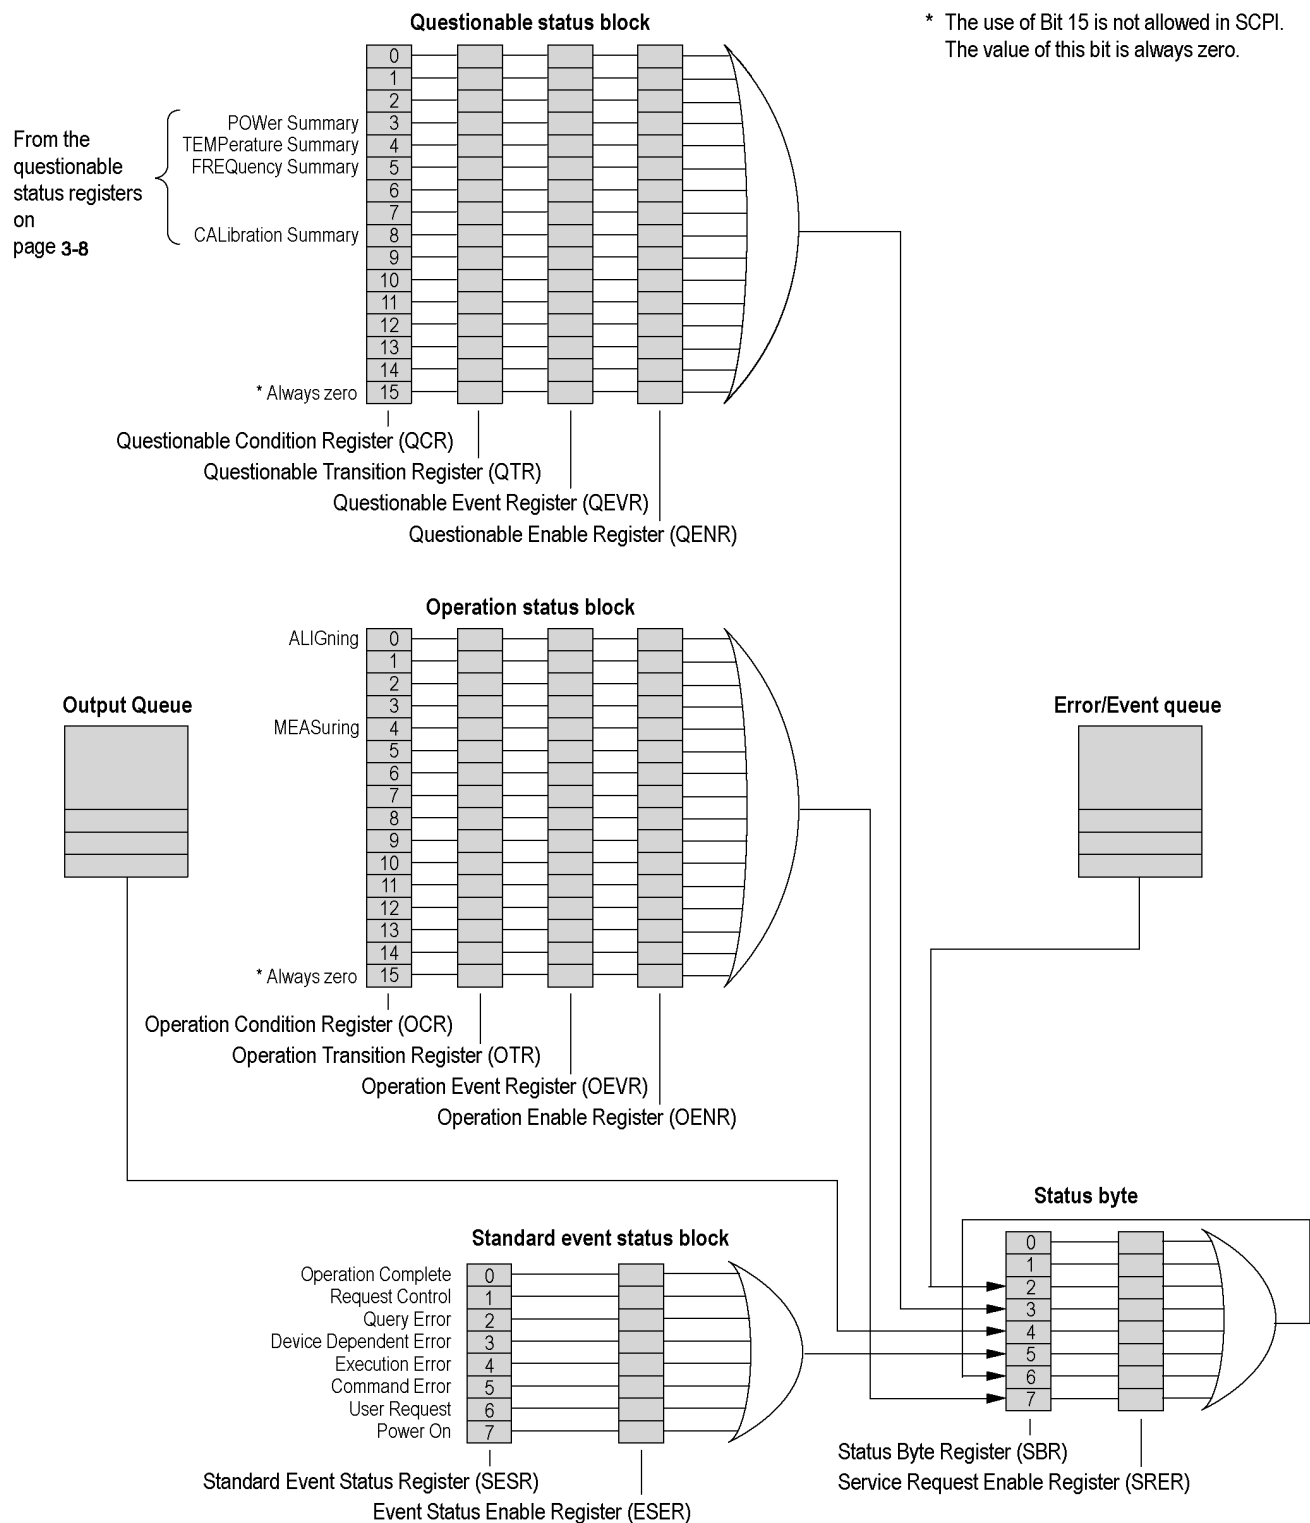 Questionable status block
* The use of Bit 15 is not allowed in SCPI.
The value of this bit is always zero.
From the
questionable
status registers
on
page 3-8
0
1
2
POWer Summary 3
TEMPerature Summary 4
FREQuency Summary 5
6
7
CALibration Summary 8
9
10
11
12
13
14
* Always zero 15
Questionable Condition Register (QCR)
Questionable Transition Register (QTR)
Questionable Event Register (QEVR)
Questionable Enable Register (QENR)
Operation status block
ALIGning 0
1
2
3
MEASuring 4
5
6
7
8
9
10
11
12
13
14
* Always zero 15
Operation Condition Register (OCR)
Operation Transition Register (OTR)
Operation Event Register (OEVR)
Operation Enable Register (OENR)
Output Queue
Error/Event queue
Standard event status block
Operation Complete 0
Request Control 1
Query Error 2
Device Dependent Error 3
Execution Error 4
Command Error 5
User Request 6
Power On 7
Standard Event Status Register (SESR)
Event Status Enable Register (ESER)
Status byte
0
1
2
3
4
5
6
7
Status Byte Register (SBR)
Service Request Enable Register (SRER)